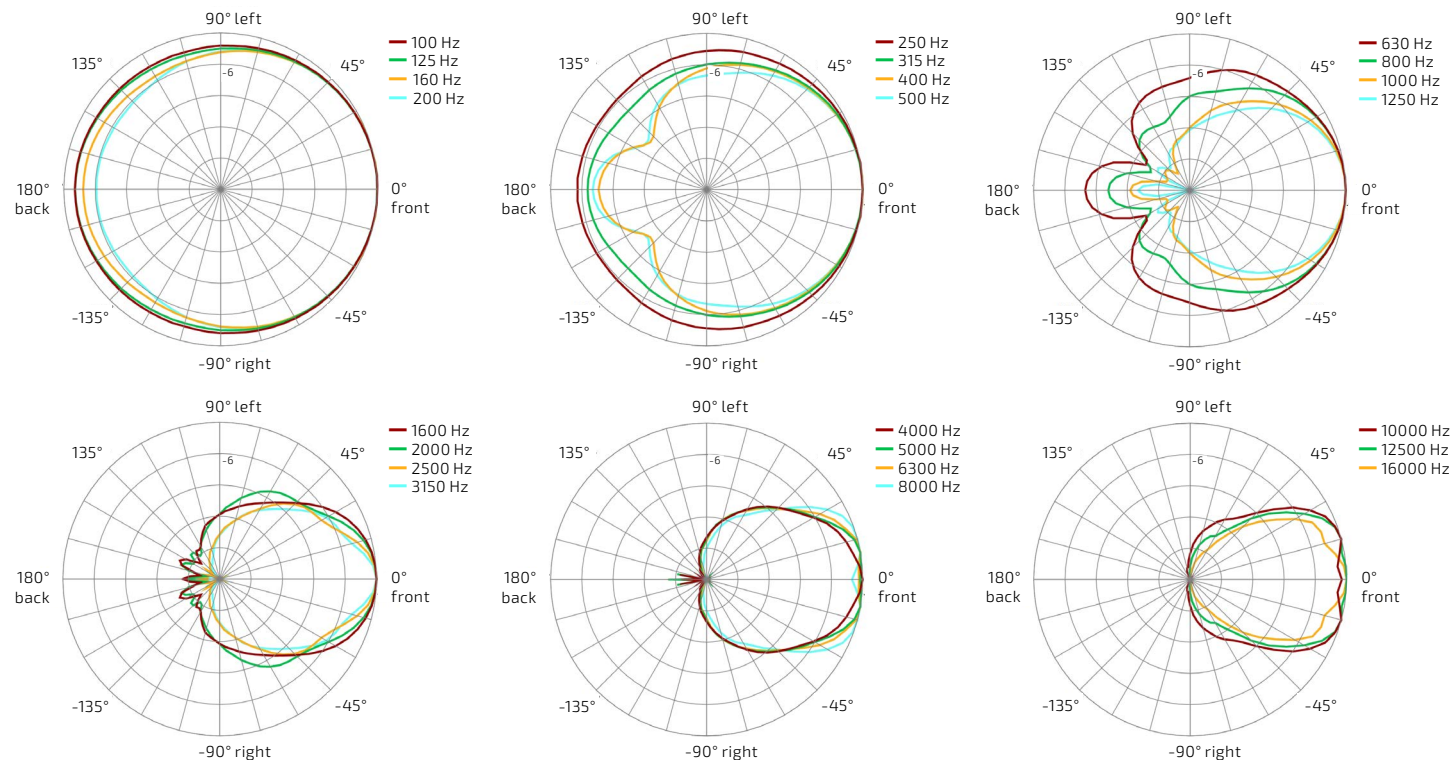 90° left
135°
45°
-6
100 Hz
125 Hz
160 Hz
200 Hz
180°
back
0°
front
-135°
-45°
-90° right
90° left
135°
45°
-6
250 Hz
315 Hz
400 Hz
500 Hz
180°
back
0°
front
-135°
-45°
-90° right
90° left
135°
45°
-6
630 Hz
800 Hz
1000 Hz
1250 Hz
180°
back
0°
front
-135°
-45°
-90° right
90° left
135°
45°
-6
1600 Hz
2000 Hz
2500 Hz
3150 Hz
180°
back
0°
front
-135°
-45°
-90° right
90° left
135°
45°
-6
4000 Hz
5000 Hz
6300 Hz
8000 Hz
180°
back
0°
front
-135°
-45°
-90° right
90° left
135°
45°
-6
10000 Hz
12500 Hz
16000 Hz
180°
back
0°
front
-135°
-45°
-90° right